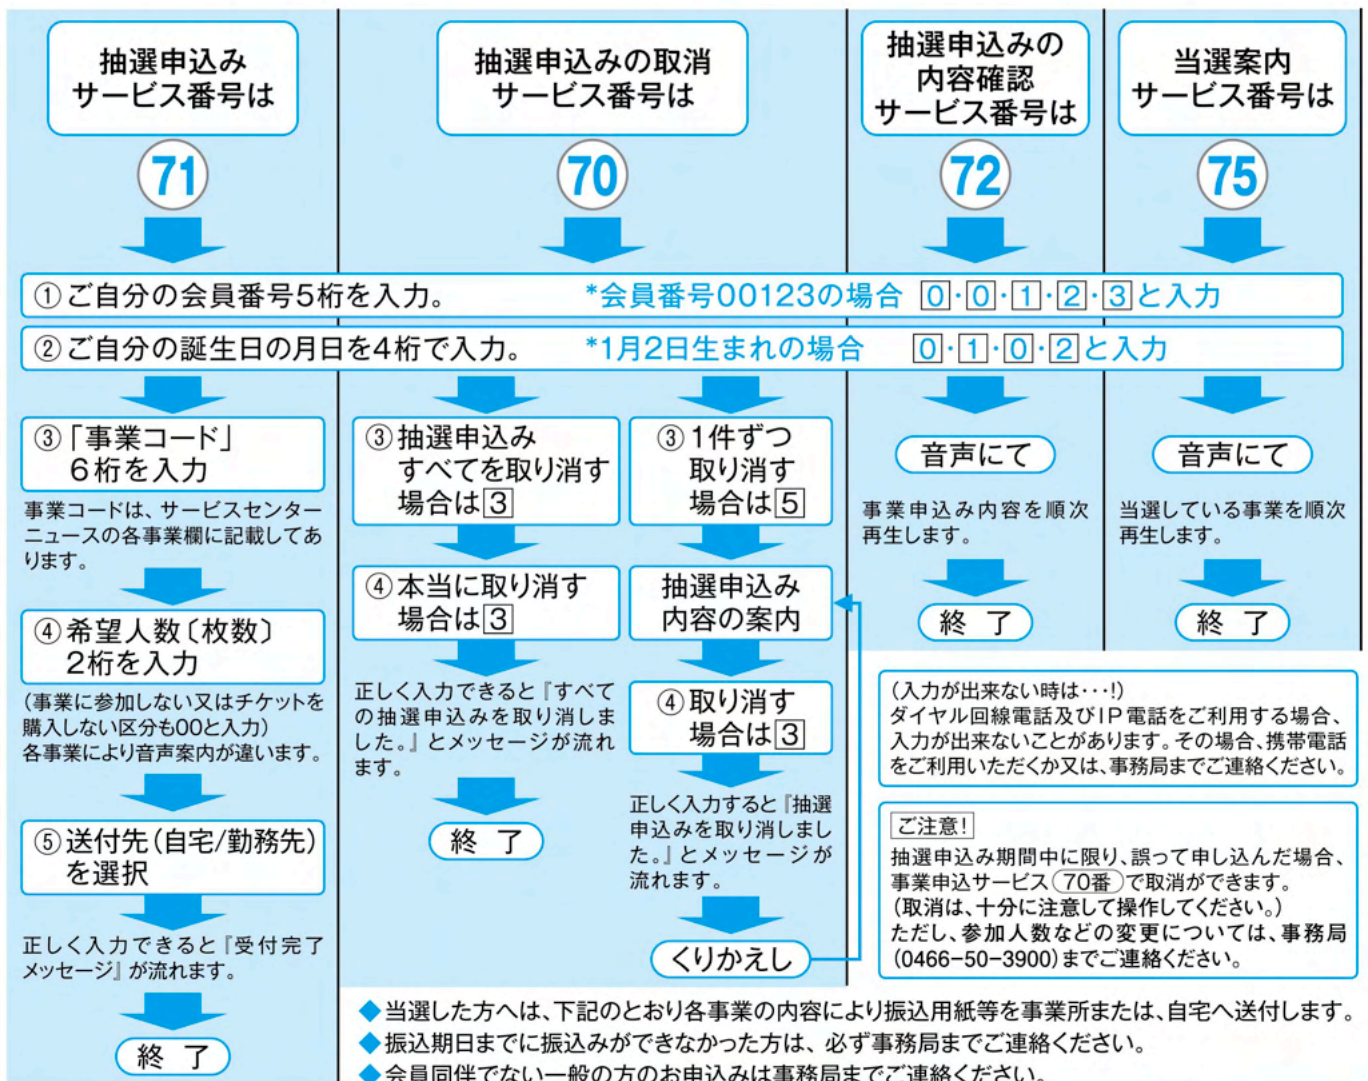 抽選申込み
サービス番号は
71
抽選申込みの取消
サービス番号は
70
抽選申込みの
内容確認
サービス番号は
72
当選案内
サービス番号は
75
①ご自分の会員番号5桁を入力。 *会員番号00123の場合 0・0・1・2・3と入力
②ご自分の誕生日の月日を4桁で入力。 *1月2日生まれの場合 0・1・0・2と入力
③「事業コード」
6桁を入力
事業コードは、サービスセンター
ニュースの各事業欄に記載してあ
ります。
④希望人数〔枚数〕
2桁を入力
(事業に参加しない又はチケットを
購入しない区分も00と入力)
各事業により音声案内が違います。
⑤送付先(自宅/勤務先)
を選択
正しく入力できると『受付完了
メッセージ』が流れます。
終 了
③抽選申込み
すべてを取り消す
場合は3
④本当に取り消す
場合は3
正しく入力できると『すべて
の抽選申込みを取り消しま
した。』とメッセージが流れ
ます。
終 了
③1件ずつ
取り消す
場合は5
抽選申込み
内容の案内
④取り消す
場合は3
正しく入力すると『抽選
申込みを取り消しまし
た。』とメッセージが
流れます。
くりかえし
音声にて
事業申込み内容を順次
再生します。
終 了
音声にて
当選している事業を順次
再生します。
終 了
(入力が出来ない時は・・・!)
ダイヤル回線電話及びIP電話をご利用する場合、
入力が出来ないことがあります。その場合、携帯電話
をご利用いただくか又は、事務局までご連絡ください。
ご注意!
抽選申込み期間中に限り、誤って申し込んだ場合、
事業申込サービス(70番)で取消ができます。
(取消は、十分に注意して操作してください。)
ただし、参加人数などの変更については、事務局
(0466-50-3900)までご連絡ください。
◆当選した方へは、下記のとおり各事業の内容により振込用紙等を事業所または、自宅へ送付します。
◆振込期日までに振込みができなかった方は、必ず事務局までご連絡ください。
◆会員同伴でない一般の方のお申込みは事務局までご連絡ください。